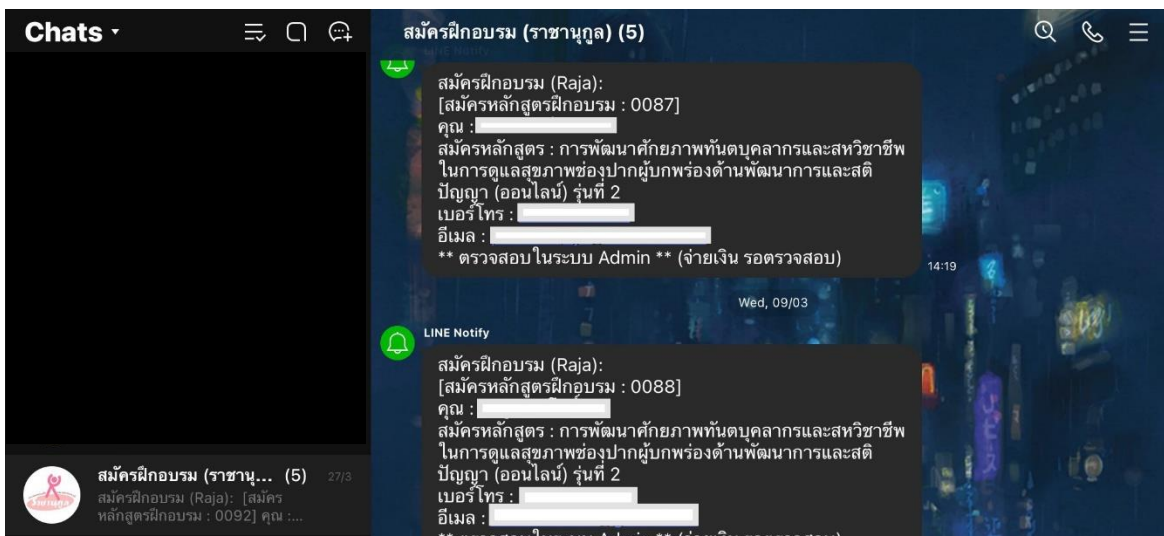 Chats
สมัครฝึกอบรม (ราชานุ... (5) 27/3
สมัครฝึกอบรม (Raja): [สมัคร
หลักสูตรฝึกอบรม : 0092] คุณ :...
สมัครฝึกอบรม (ราชานุกูล) (5)
LINE Notify
สมัครฝึกอบรม (Raja):
[สมัครหลักสูตรฝึกอบรม : 0087]
คุณ :
สมัครหลักสูตร : การพัฒนาศักยภาพทันตบุคลากรและสหวิชาชีพ
ในการดูแลสุขภาพช่องปากผู้บกพร่องด้านพัฒนาการและสติ
ปัญญา (ออนไลน์) รุ่นที่ 2
เบอร์โทร :
อีเมล :
** ตรวจสอบในระบบ Admin ** (จ่ายเงิน รอตรวจสอบ)
14:19
Wed, 09/03
LINE Notify
สมัครฝึกอบรม (Raja):
[สมัครหลักสูตรฝึกอบรม : 0088]
คุณ :
สมัครหลักสูตร : การพัฒนาศักยภาพทันตบุคลากรและสหวิชาชีพ
ในการดูแลสุขภาพช่องปากผู้บกพร่องด้านพัฒนาการและสติ
ปัญญา (ออนไลน์) รุ่นที่ 2
เบอร์โทร :
อีเมล :